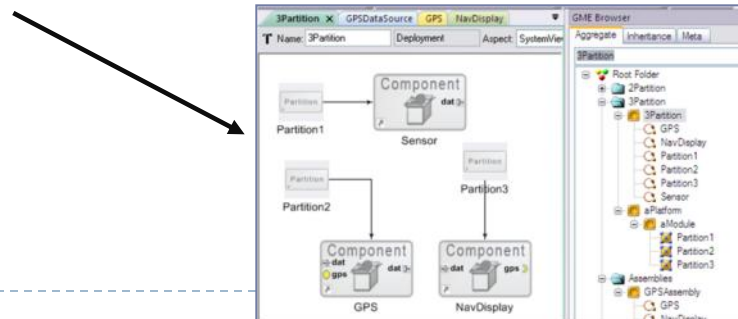 3Partition × GPSDataSource GPS NavDisplay
T Name: 3Partition Deployment Aspect: SystemView
Component
dat
Sensor
Partition
Partition1
Partition
Partition2
Partition
Partition3
Component
dat
gps
dat
GPS
Component
dat
gps
NavDisplay
GME Browser
Aggregate Inheritance Meta
3Partition
Root Folder
2Partition
3Partition
3Partition
GPS
NavDisplay
Partition1
Partition2
Partition3
Sensor
aPlatform
aModule
Partition1
Partition2
Partition3
Assemblies
GPSAssembly
GPS
NavDisplay